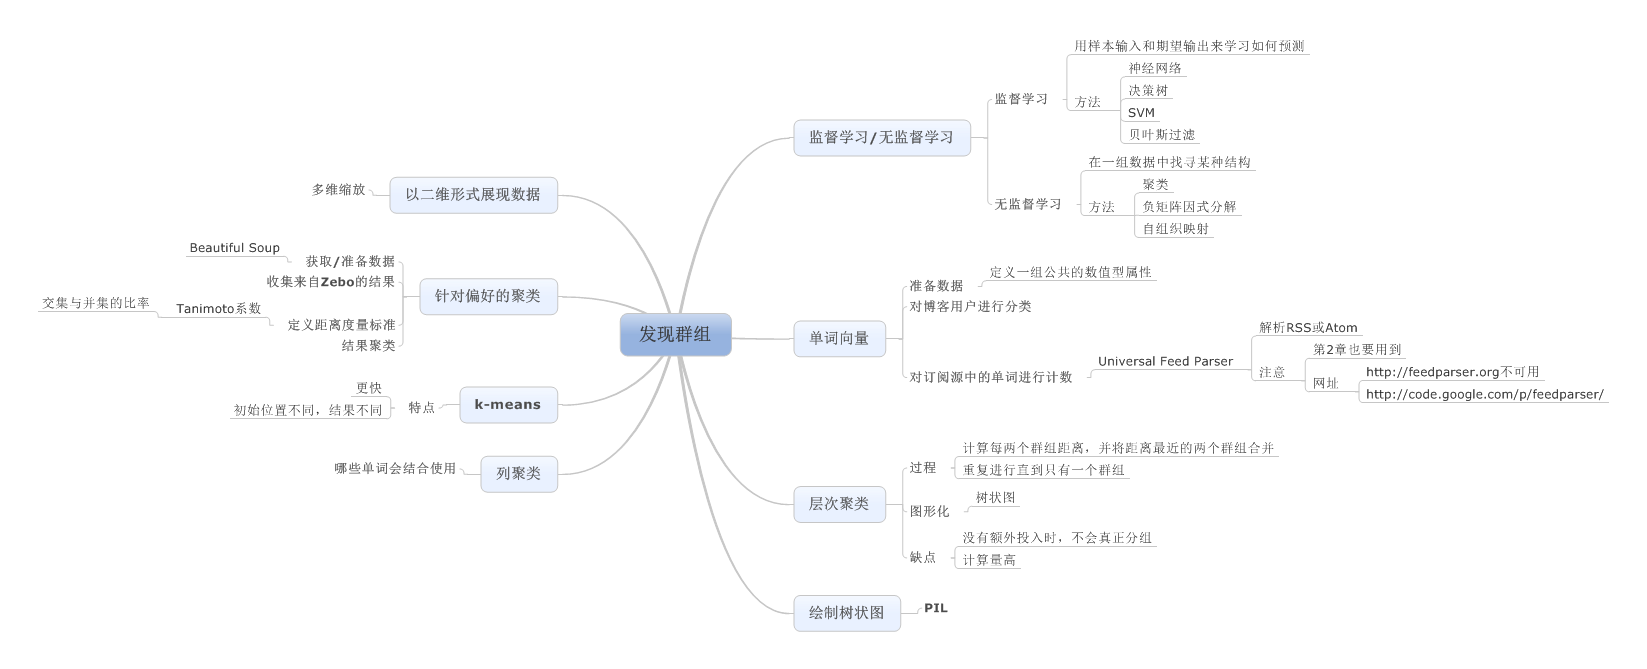 发现群组
监督学习/无监督学习
监督学习
用样本输入和期望输出来学习如何预测
方法
神经网络
决策树
SVM
贝叶斯过滤
无监督学习
在一组数据中找寻某种结构
方法
聚类
负矩阵因式分解
自组织映射
单词向量
准备数据
定义一组公共的数值型属性
对博客用户进行分类
对订阅源中的单词进行计数
Universal Feed Parser
解析RSS或Atom
注意
第2章也要用到
网址
http://feedparser.org不可用
http://code.google.com/p/feedparser/
层次聚类
过程
计算每两个群组距离，并将距离最近的两个群组合并
重复进行直到只有一个群组
图形化
树状图
缺点
没有额外投入时，不会真正分组
计算量高
绘制树状图
PIL
以二维形式展现数据
多维缩放
针对偏好的聚类
获取/准备数据
Beautiful Soup
收集来自Zebo的结果
定义距离度量标准
Tanimoto系数
交集与并集的比率
结果聚类
k-means
特点
更快
初始位置不同，结果不同
列聚类
哪些单词会结合使用